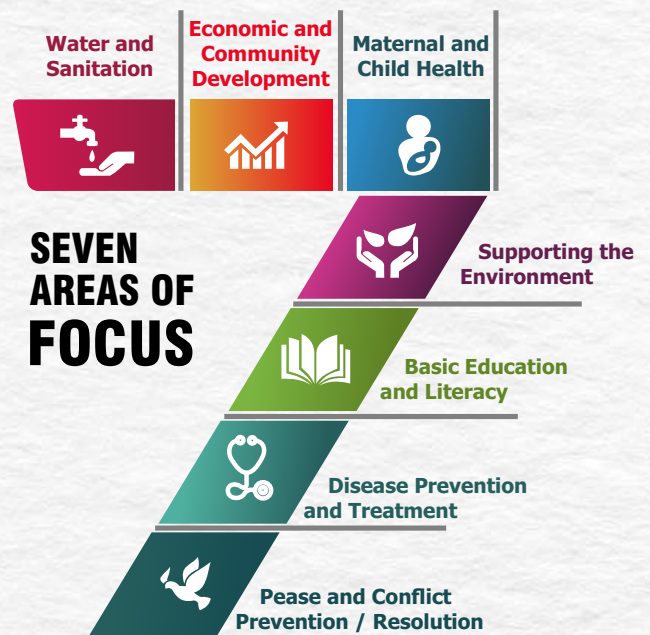 Water and
Sanitation
Economic and
Community
Development
Maternal and
Child Health
SEVEN
AREAS OF
FOCUS
Supporting the
Environment
Basic Education
and Literacy
Disease Prevention
and Treatment
Pease and Conflict
Prevention / Resolution